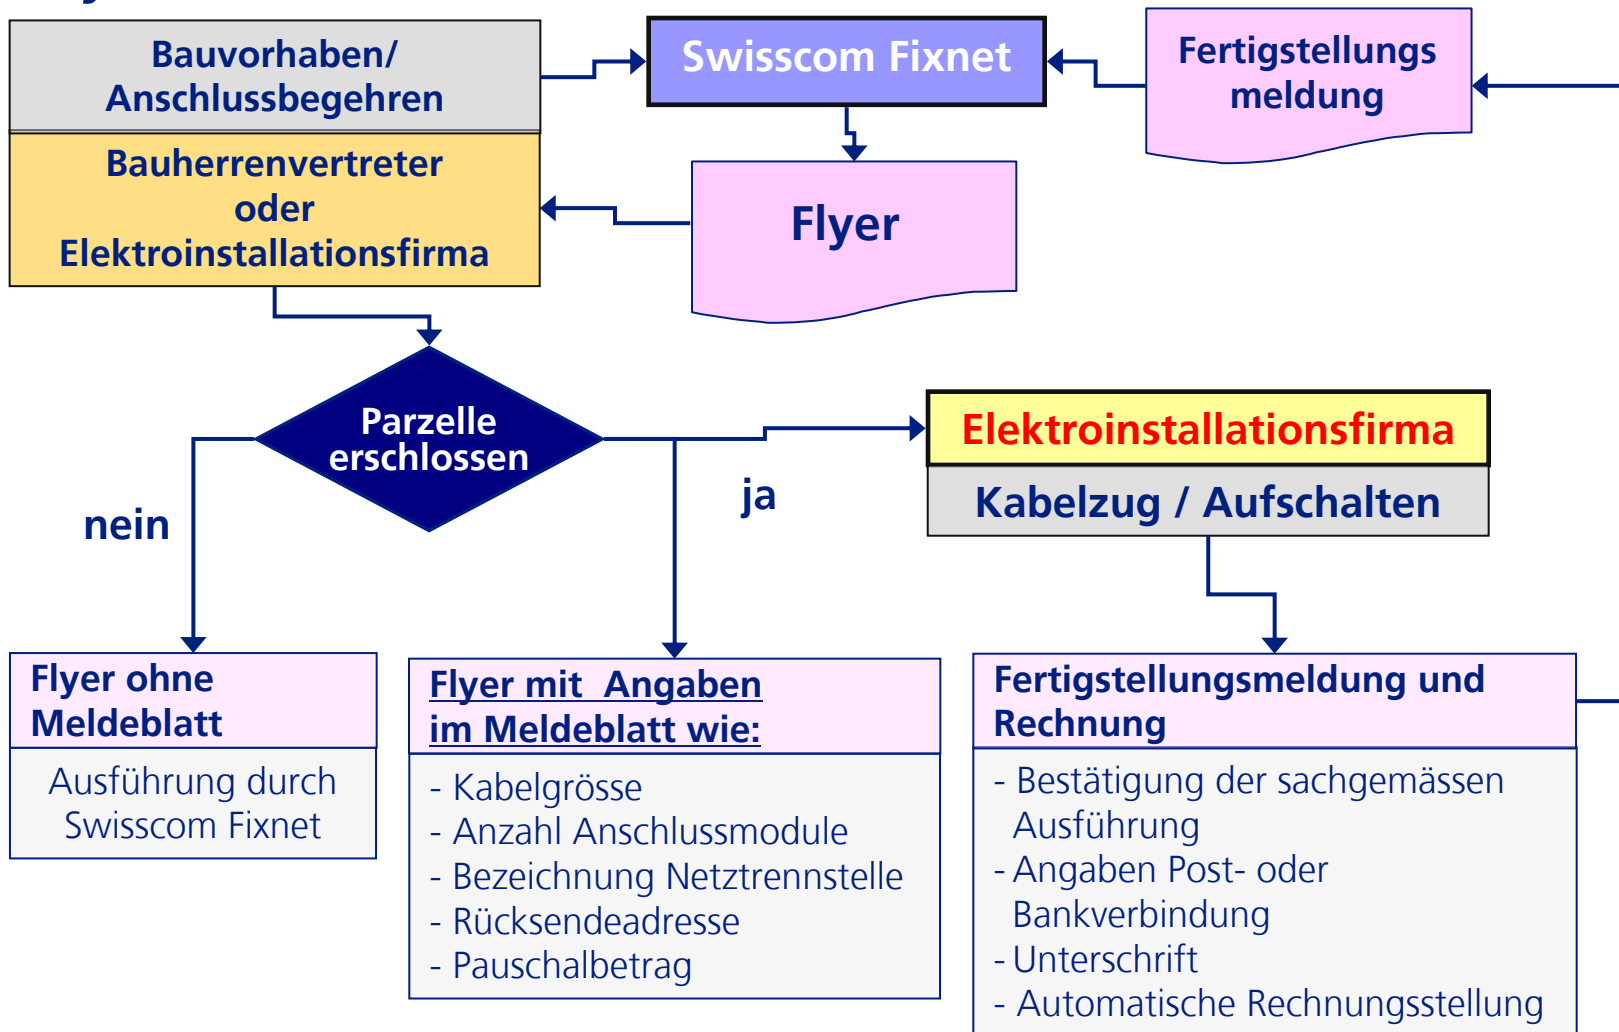 Bauvorhaben/
Anschlussbegehren
Bauherrenvertreter
oder
Elektroinstallationsfirma
Swisscom Fixnet
Fertigstellungs
meldung
Flyer
Parzelle
erschlossen
nein
ja
Elektroinstallationsfirma
Kabelzug / Aufschalten
Flyer ohne
Meldeblatt
Ausführung durch
Swisscom Fixnet
Flyer mit Angaben
im Meldeblatt wie:
- Kabelgrösse
- Anzahl Anschlussmodule
- Bezeichnung Netztrennstelle
- Rücksendeadresse
- Pauschalbetrag
Fertigstellungsmeldung und
Rechnung
- Bestätigung der sachgemässen
Ausführung
- Angaben Post- oder
Bankverbindung
- Unterschrift
- Automatische Rechnungsstellung